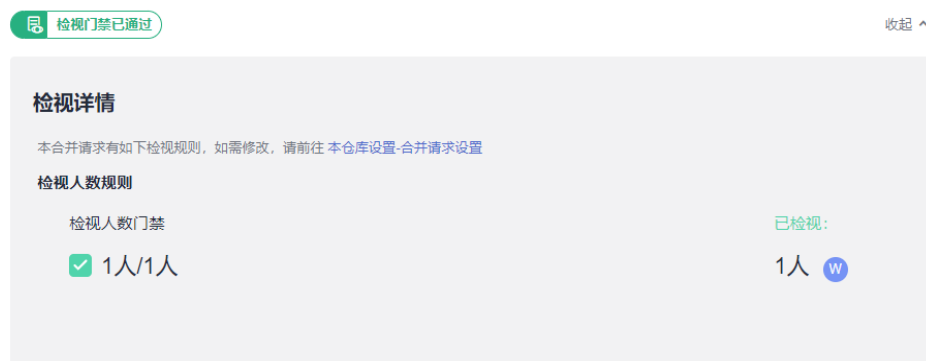 检视门禁已通过
收起
检视详情
本合并请求有如下检视规则，如需修改，请前往 本仓库设置-合并请求设置
检视人数规则
检视人数门禁
已检视：
1人/1人
1人 W